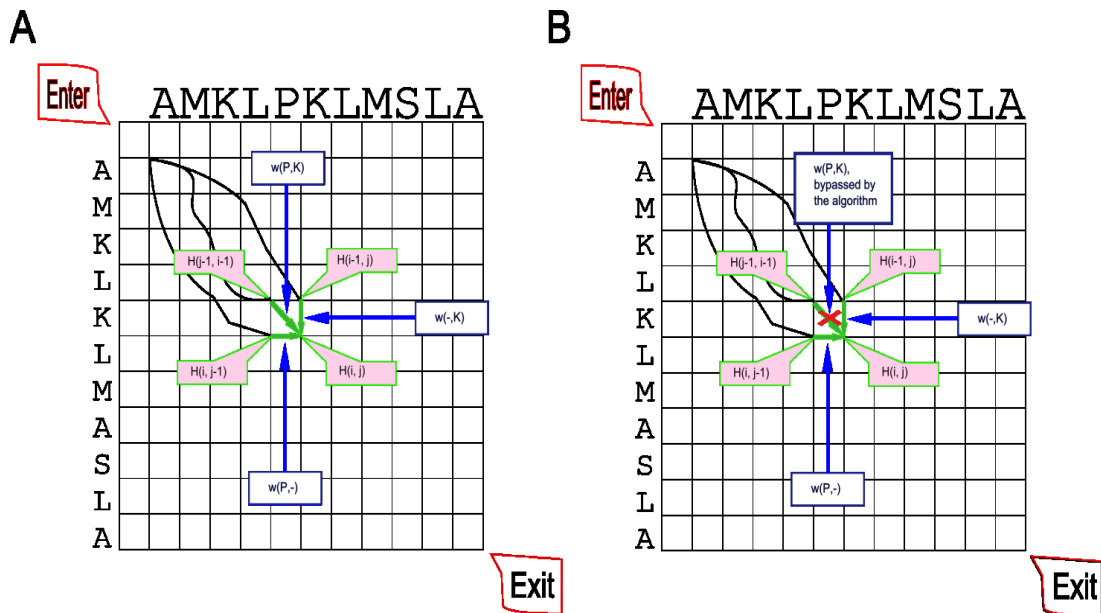 A
Enter
AMKLPKLMSLA
A
M
K
L
K
L
M
A
S
L
A
w(P,K)
H(j-1, i-1)
H(i-1, j)
w(-,K)
H(i, j-1)
H(i, j)
w(P,-)
Exit
B
Enter
AMKLPKLMSLA
A
M
K
L
K
L
M
A
S
L
A
w(P,K),
bypassed by
the algorithm
H(j-1, i-1)
H(i-1, j)
w(-,K)
H(i, j-1)
H(i, j)
w(P,-)
Exit